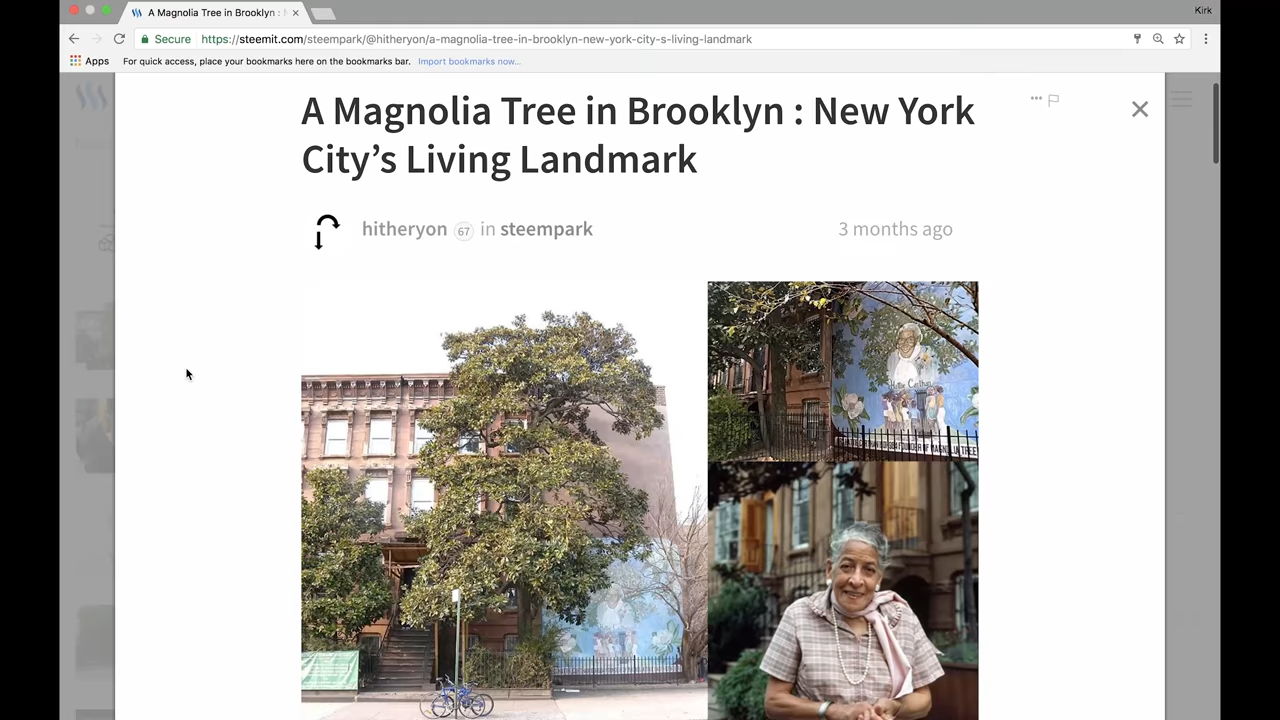 A Magnolia Tree in Brooklyn :
Kirk
Secure
https://steemit.com/steempark/@hitheryon/a-magnolia-tree-in-brooklyn-new-york-city-s-living-landmark
Apps
For quick access, place your bookmarks here on the bookmarks bar.
Import bookmarks now...
A Magnolia Tree in Brooklyn : New York
City’s Living Landmark
hitheryon 67 in steempark
3 months ago
Hattie Carthan